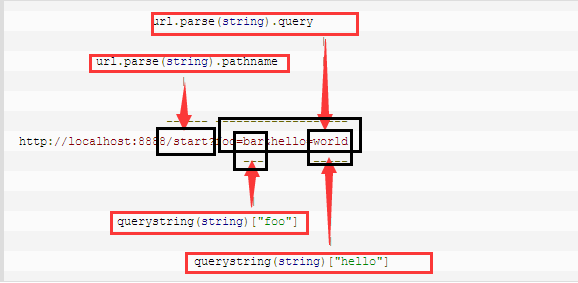 url.parse(string).query
url.parse(string).pathname
http://localhost:8888/start?foo=bar&hello=world
querystring(string)["foo"]
querystring(string)["hello"]